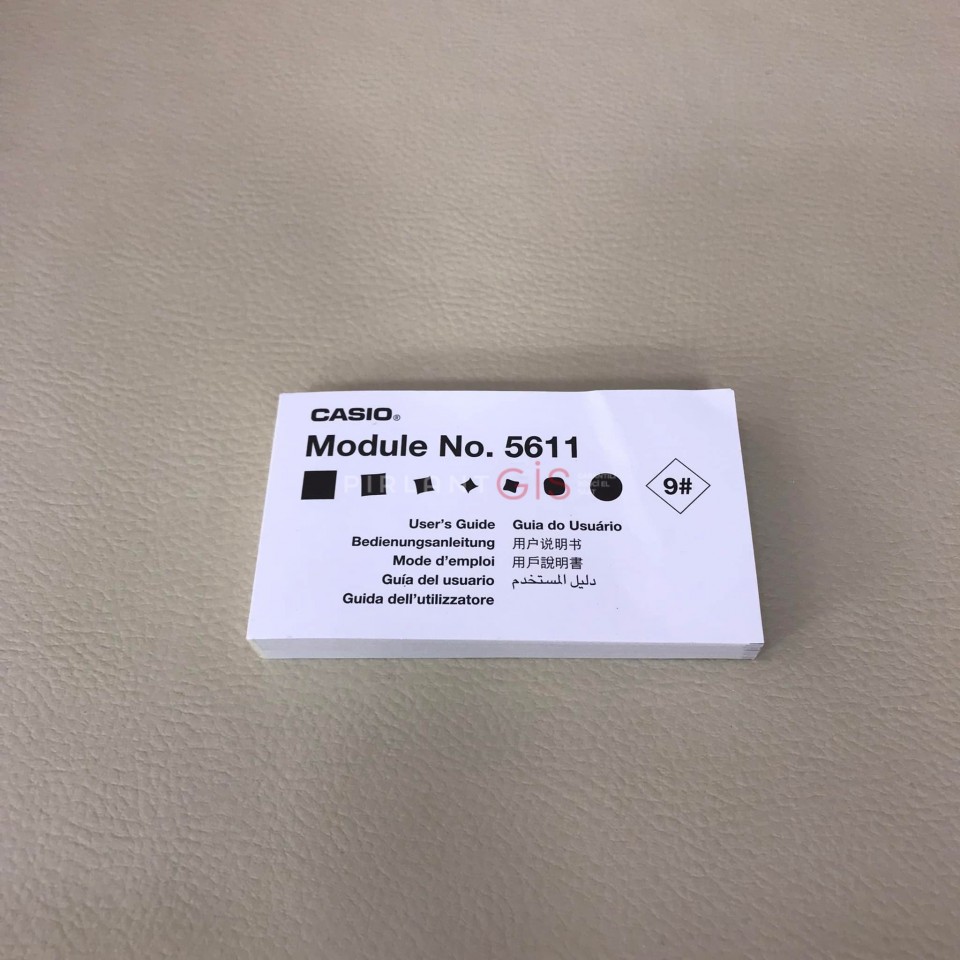 CASIO®
Module No. 5611
PIRLANT GİS
9#
User's Guide
Bedienungsanleitung
Mode d'emploi
Guía del usuario
Guida dell'utilizzatore
Guia do Usuário
用户说明书
用戶說明書
دليل المستخدم